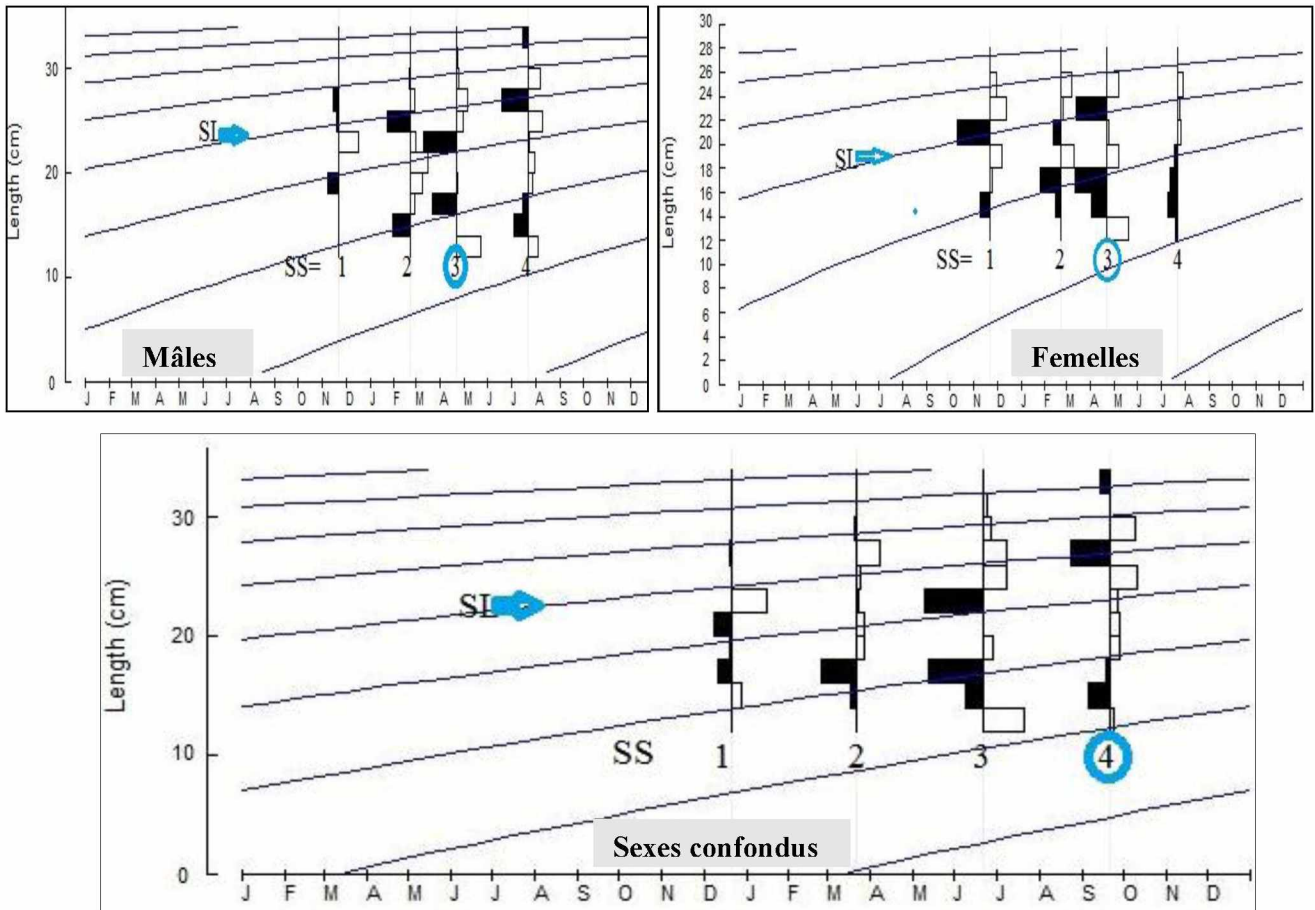 Length (cm)
30
20
10
0
SL
SS= 1 2 3 4
Mâles
J F M A M J J A S O N D J F M A M J J A S O N D
Length (cm)
30
28
26
24
22
20
18
16
14
12
10
8
6
4
2
0
SL
SS= 1 2 3 4
Femelles
J F M A M J J A S O N D J F M A M J J A S O N D
Length (cm)
30
20
10
0
SL
SS 1 2 3 4
Sexes confondus
J F M A M J J A S O N D J F M A M J J A S O N D